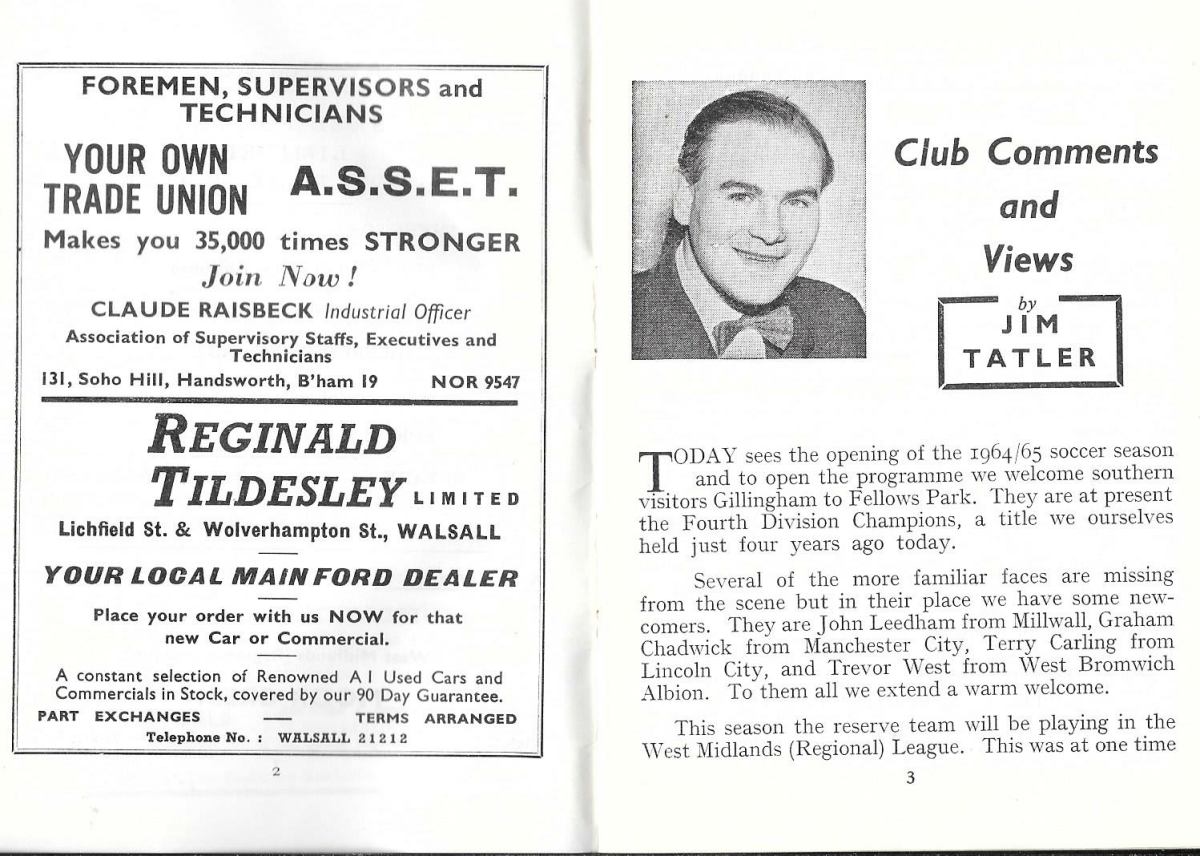 FOREMEN, SUPERVISORS and
TECHNICIANS
YOUR OWN
TRADE UNION
A.S.S.E.T.
Makes you 35,000 times STRONGER
Join Now !
CLAUDE RAISBECK Industrial Officer
Association of Supervisory Staffs, Executives and
Technicians
131, Soho Hill, Handsworth, B'ham 19 NOR 9547
REGINALD
TILDESLEY LIMITED
Lichfield St. & Wolverhampton St., WALSALL
YOUR LOCAL MAIN FORD DEALER
Place your order with us NOW for that
new Car or Commercial.
A constant selection of Renowned A1 Used Cars and
Commercials in Stock, covered by our 90 Day Guarantee.
PART EXCHANGES — TERMS ARRANGED
Telephone No. : WALSALL 21212
2
Club Comments
and
Views
by
JIM
TATLER
TODAY sees the opening of the 1964/65 soccer season
and to open the programme we welcome southern
visitors Gillingham to Fellows Park. They are at present
the Fourth Division Champions, a title we ourselves
held just four years ago today.
Several of the more familiar faces are missing
from the scene but in their place we have some new-
comers. They are John Leedham from Millwall, Graham
Chadwick from Manchester City, Terry Carling from
Lincoln City, and Trevor West from West Bromwich
Albion. To them all we extend a warm welcome.
This season the reserve team will be playing in the
West Midlands (Regional) League. This was at one time
3